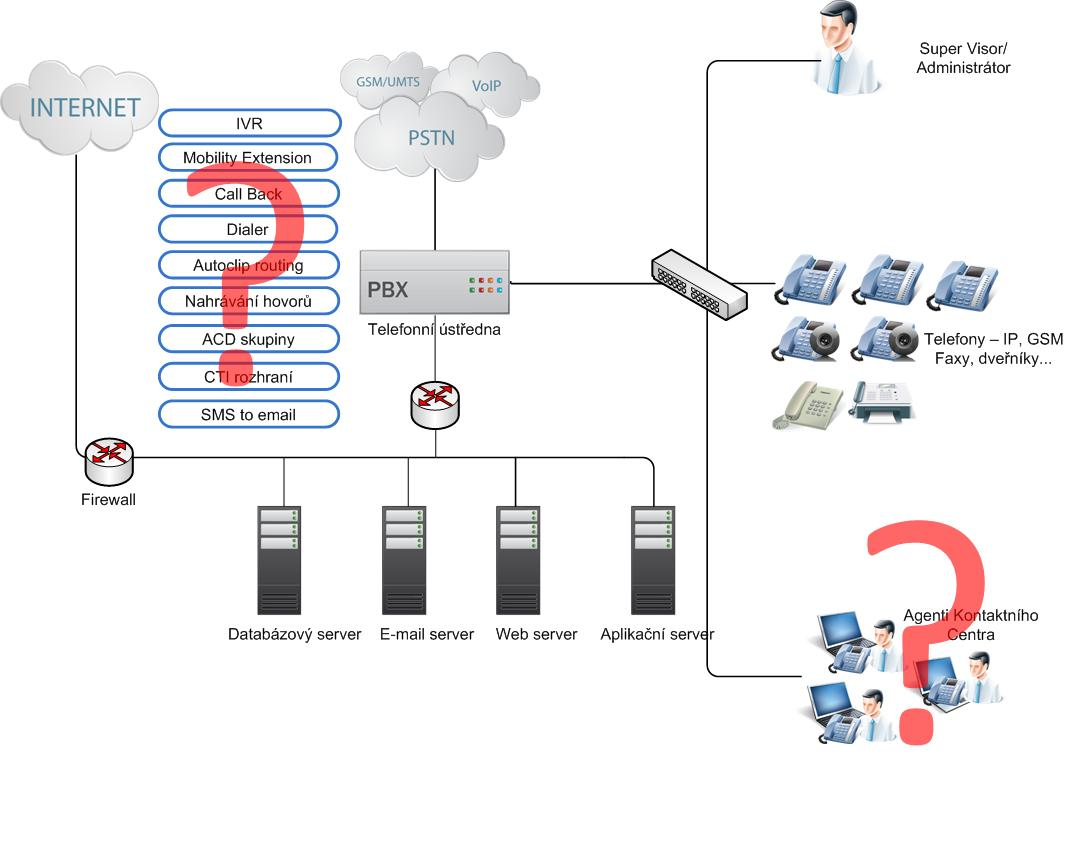 Super Visor/
Administrátor
INTERNET
GSM/UMTS
VoIP
PSTN
IVR
Mobility Extension
Call Back
Dialer
Autoclip routing
Nahrávání hovorů
ACD skupiny
CTI rozhraní
SMS to email
PBX
Telefonní ústředna
Telefony – IP, GSM
Faxy, dveřníky...
Firewall
Databázový server
E-mail server
Web server
Aplikační server
Agenti Kontaktního
Centra
?
?